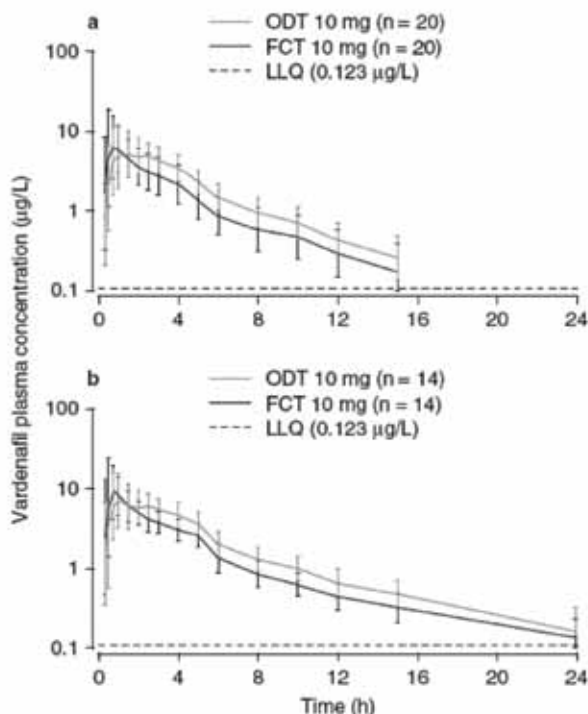 a
ODT 10 mg (n = 20)
FCT 10 mg (n = 20)
LLQ (0.123 μg/L)
100
10
1
0.1
0 4 8 12 16 20 24
Vardenafil plasma concentration (μg/L)
b
ODT 10 mg (n = 14)
FCT 10 mg (n = 14)
LLQ (0.123 μg/L)
100
10
1
0.1
0 4 8 12 16 20 24
Time (h)